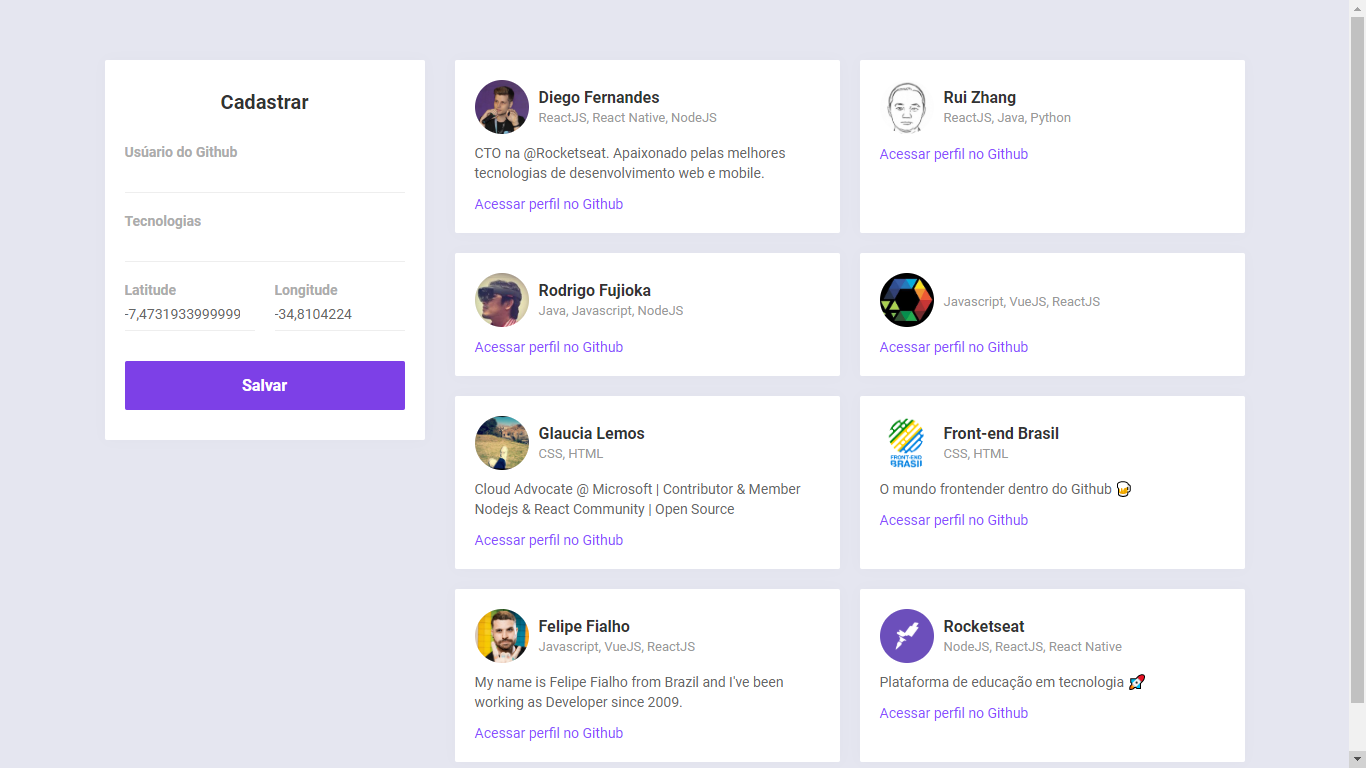 Cadastrar
Usúario do Github
Tecnologias
Latitude
Longitude
-7,4731933999999
-34,8104224
Salvar
Diego Fernandes
ReactJS, React Native, NodeJS
CTO na @Rocketseat. Apaixonado pelas melhores
tecnologias de desenvolvimento web e mobile.
Acessar perfil no Github
Rui Zhang
ReactJS, Java, Python
Acessar perfil no Github
Rodrigo Fujioka
Java, Javascript, NodeJS
Acessar perfil no Github
Javascript, VueJS, ReactJS
Acessar perfil no Github
Glaucia Lemos
CSS, HTML
Cloud Advocate @ Microsoft | Contributor & Member
Nodejs & React Community | Open Source
Acessar perfil no Github
FRONT-END
BRASIL
Front-end Brasil
CSS, HTML
O mundo frontender dentro do Github 🍺
Acessar perfil no Github
Felipe Fialho
Javascript, VueJS, ReactJS
My name is Felipe Fialho from Brazil and I've been
working as Developer since 2009.
Acessar perfil no Github
Rocketseat
NodeJS, ReactJS, React Native
Plataforma de educação em tecnologia 🚀
Acessar perfil no Github